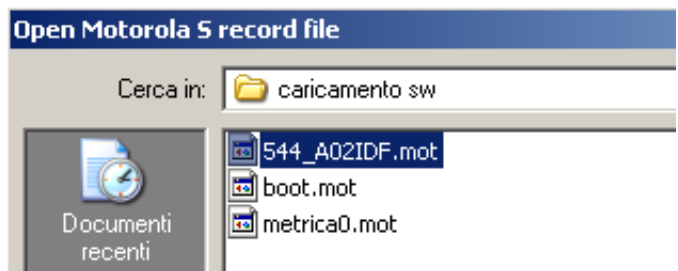 Open Motorola S record file
Cerca in: caricamento sw
544_A02IDF.mot
boot.mot
metrica0.mot
Documenti
recenti